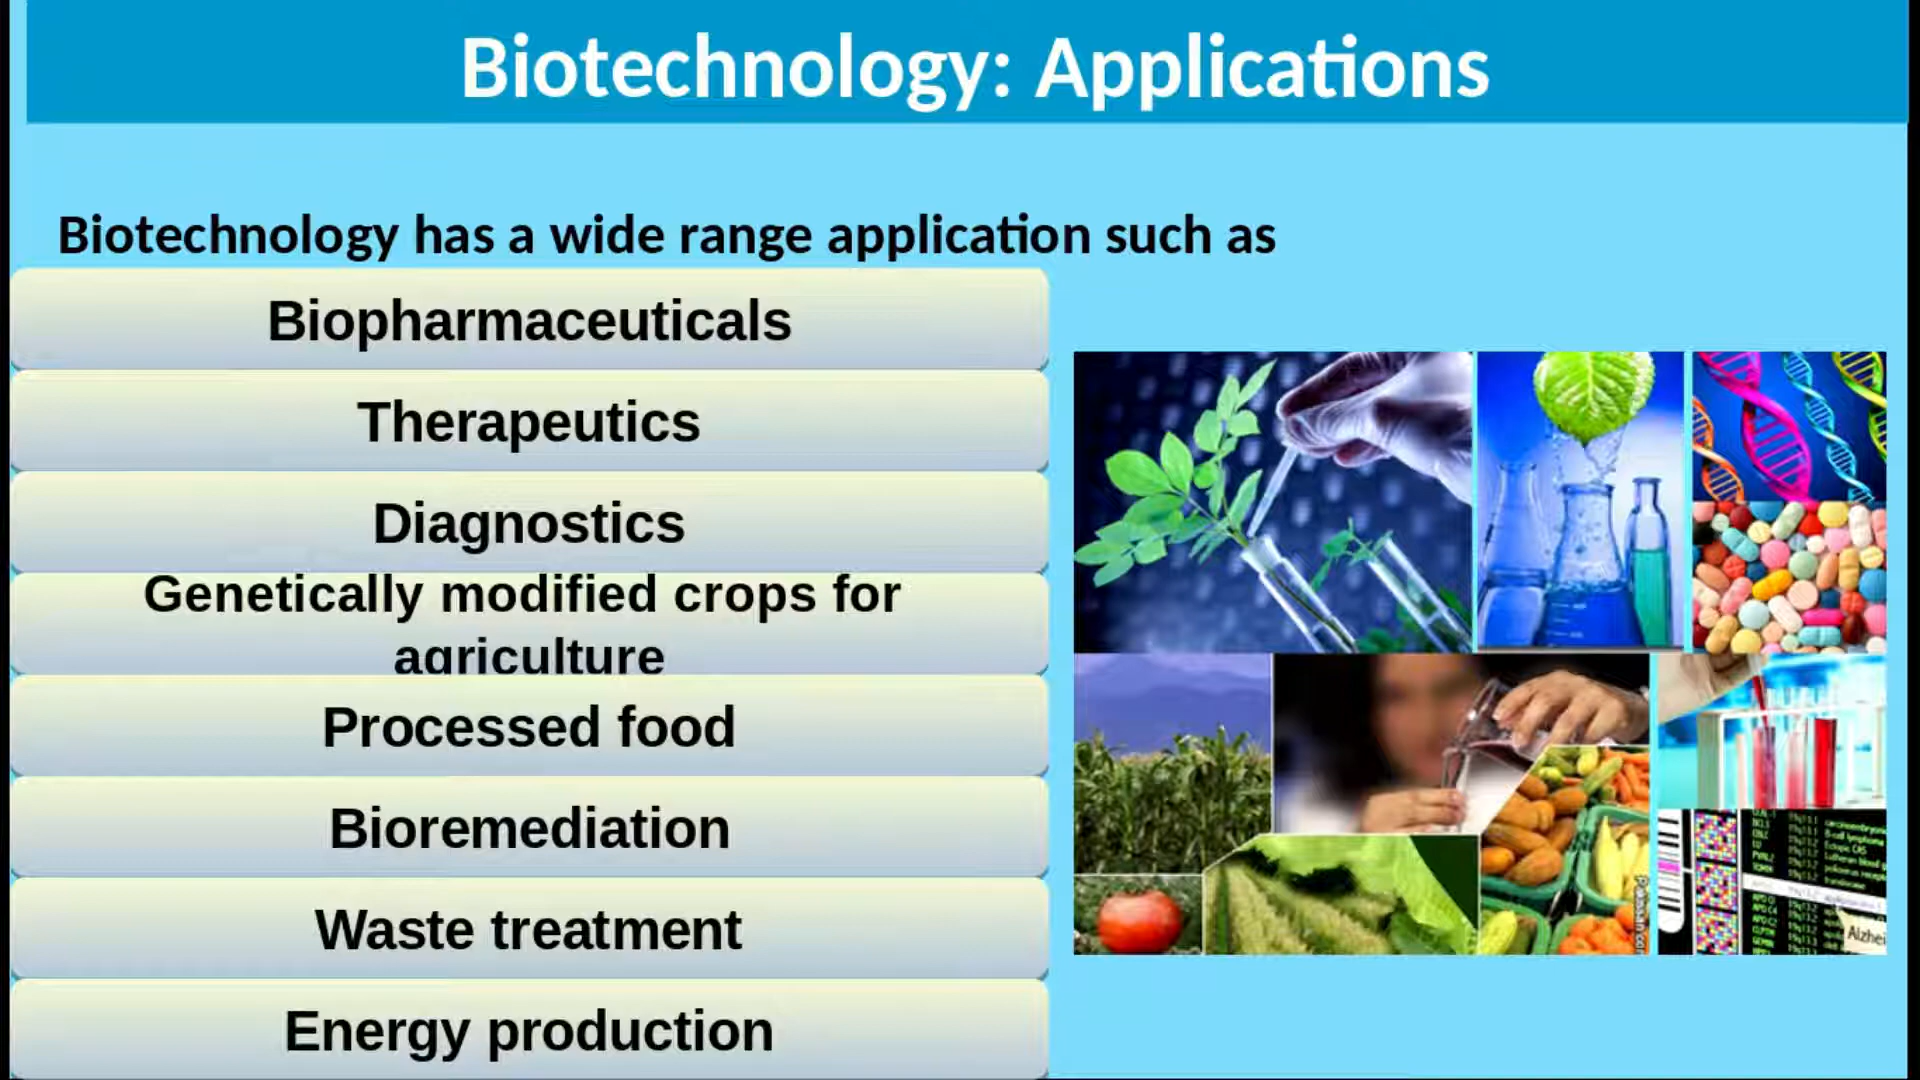 Biotechnology: Applications
Biotechnology has a wide range application such as
Biopharmaceuticals
Therapeutics
Diagnostics
Genetically modified crops for
agriculture
Processed food
Bioremediation
Waste treatment
Energy production
Alzhei